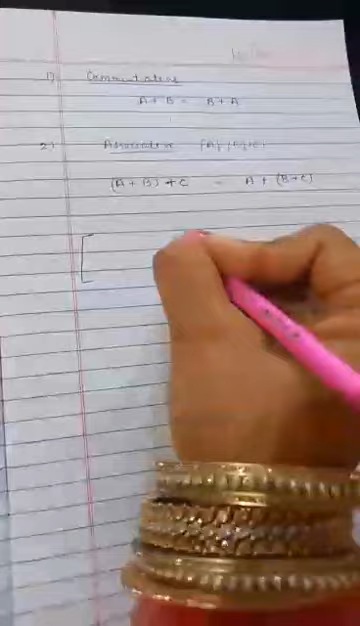 1) Commutative
A + B = B + A
2) Associative
(A + B) + C = A + (B+C)
[